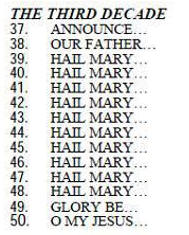 THE THIRD DECADE
37. ANNOUNCE...
38. OUR FATHER...
39. HAIL MARY...
40. HAIL MARY...
41. HAIL MARY...
42. HAIL MARY...
43. HAIL MARY...
44. HAIL MARY...
45. HAIL MARY...
46. HAIL MARY...
47. HAIL MARY...
48. HAIL MARY...
49. GLORY BE...
50. O MY JESUS...